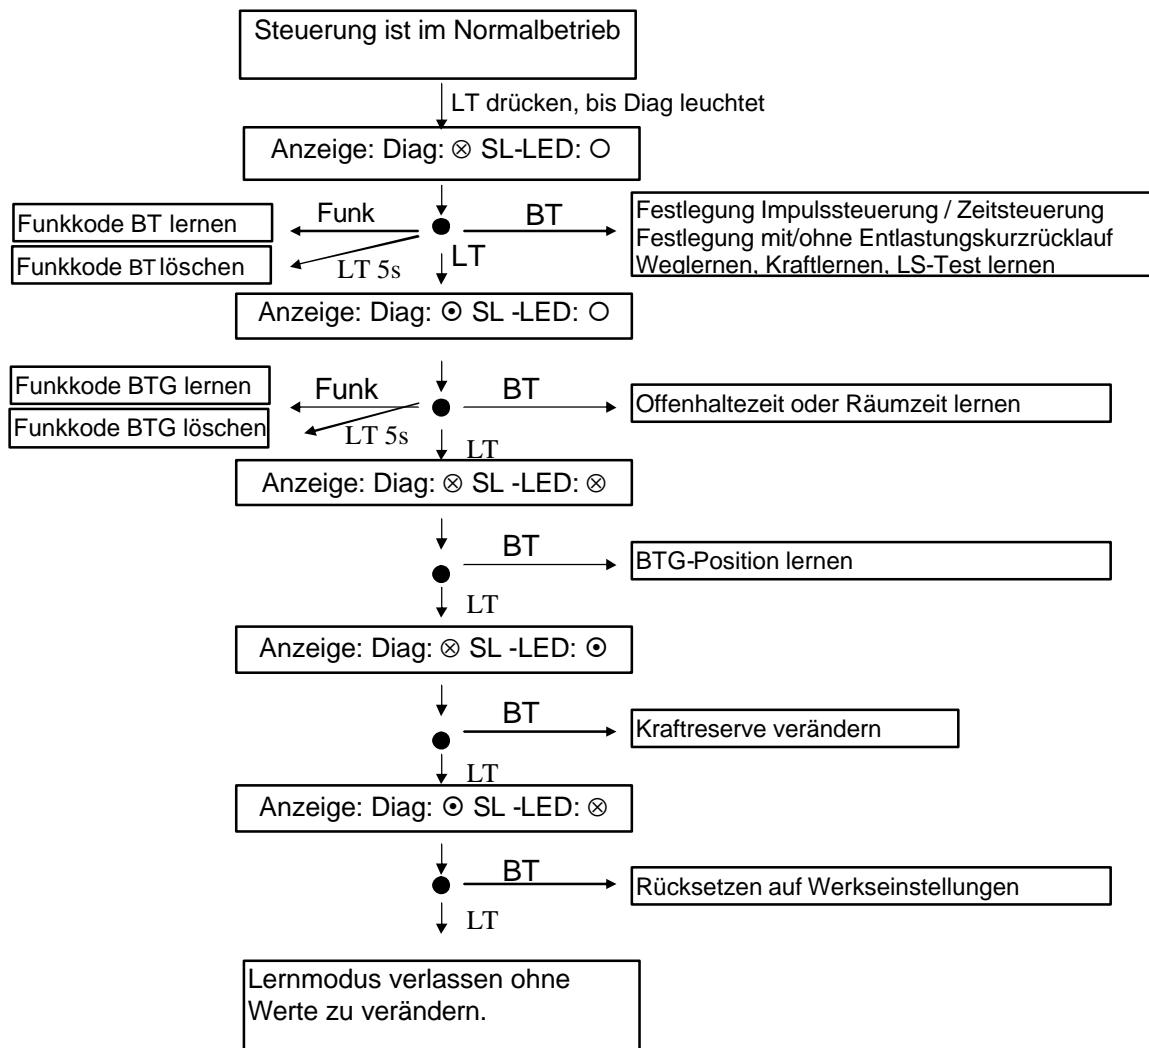 Steuerung ist im Normalbetrieb
LT drücken, bis Diag leuchtet
Anzeige: Diag: ⊗ SL-LED: ○
Funkkode BT lernen
Funk
BT
Festlegung Impulssteuerung / Zeitsteuerung
Festlegung mit/ohne Entlastungskurzrücklauf
Weglernen, Kraftlernen, LS-Test lernen
Funkkode BT löschen
LT 5s
LT
Anzeige: Diag: ⊙ SL -LED: ○
Funkkode BTG lernen
Funk
BT
Offenhaltezeit oder Räumzeit lernen
Funkkode BTG löschen
LT 5s
LT
Anzeige: Diag: ⊗ SL -LED: ⊗
BT
BTG-Position lernen
LT
Anzeige: Diag: ⊗ SL -LED: ⊙
BT
Kraftreserve verändern
LT
Anzeige: Diag: ⊙ SL -LED: ⊗
BT
Rücksetzen auf Werkseinstellungen
LT
Lernmodus verlassen ohne
Werte zu verändern.